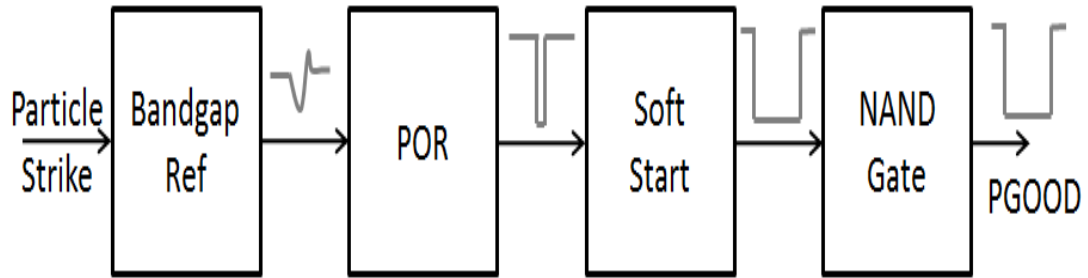 Particle
Strike
Bandgap
Ref
POR
Soft
Start
NAND
Gate
PGOOD